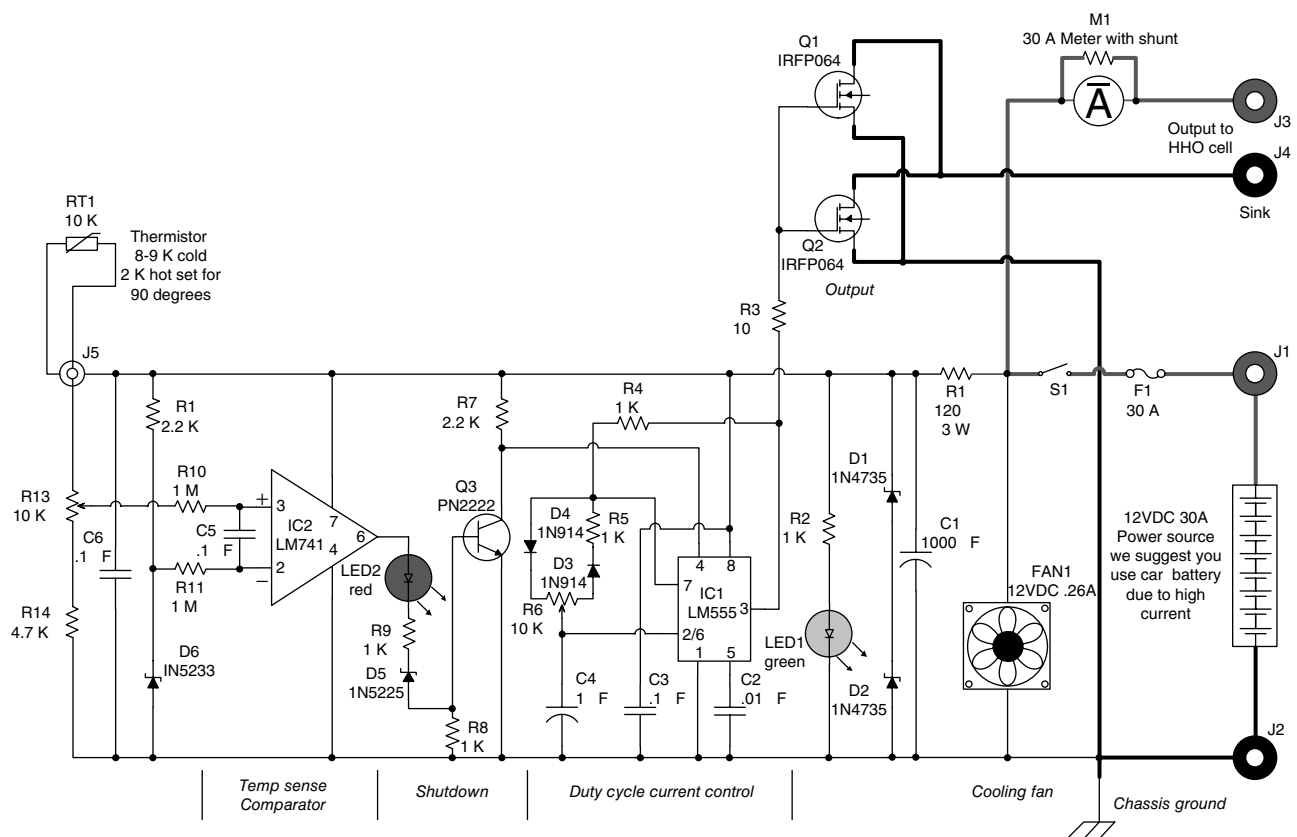 M1
30 A Meter with shunt
Q1
IRFP064
A
J3
Output to
HHO cell
J4
Sink
RT1
10 K
Thermistor
8-9 K cold
2 K hot set for
90 degrees
Q2
IRFP064
Output
R3
10
J5
J1
R1
2.2 K
R7
2.2 K
R4
1 K
R1
120
3 W
S1
F1
30 A
R13
10 K
R10
1 M
C6
.1 F
C5
.1 F
R11
1 M
+
3
2
−
IC2
LM741
7
4
6
Q3
PN2222
LED2
red
D4
1N914
R5
1 K
D3
1N914
R6
10 K
4
8
7
IC1
LM555
3
2/6
1
5
D1
1N4735
R2
1 K
C1
1000 F
LED1
green
D2
1N4735
FAN1
12VDC .26A
12VDC 30A
Power source
we suggest you
use car battery
due to high
current
R14
4.7 K
D6
IN5233
R9
1 K
D5
1N5225
R8
1 K
C4
1 F
C3
.1 F
C2
.01 F
J2
Temp sense
Comparator
Shutdown
Duty cycle current control
Cooling fan
Chassis ground